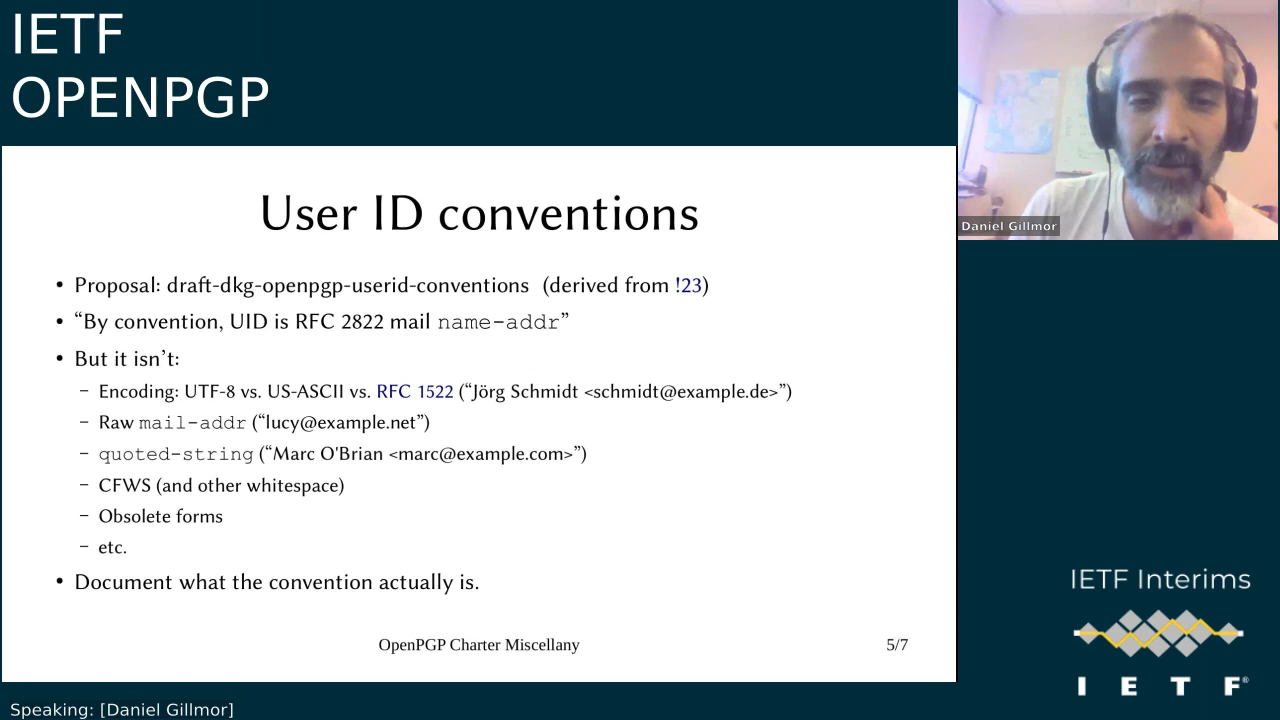 IETF
OPENPGP
Daniel Gillmor
User ID conventions
• Proposal: draft-dkg-openpgp-userid-conventions (derived from !23)
• “By convention, UID is RFC 2822 mail name-addr”
• But it isn’t:
– Encoding: UTF-8 vs. US-ASCII vs. RFC 1522 (“Jörg Schmidt <schmidt@example.de>”)
– Raw mail-addr (“lucy@example.net”)
– quoted-string (“Marc O'Brian <marc@example.com>”)
– CFWS (and other whitespace)
– Obsolete forms
– etc.
• Document what the convention actually is.
OpenPGP Charter Miscellany 5/7
IETF Interims
I E T F®
Speaking: [Daniel Gillmor]